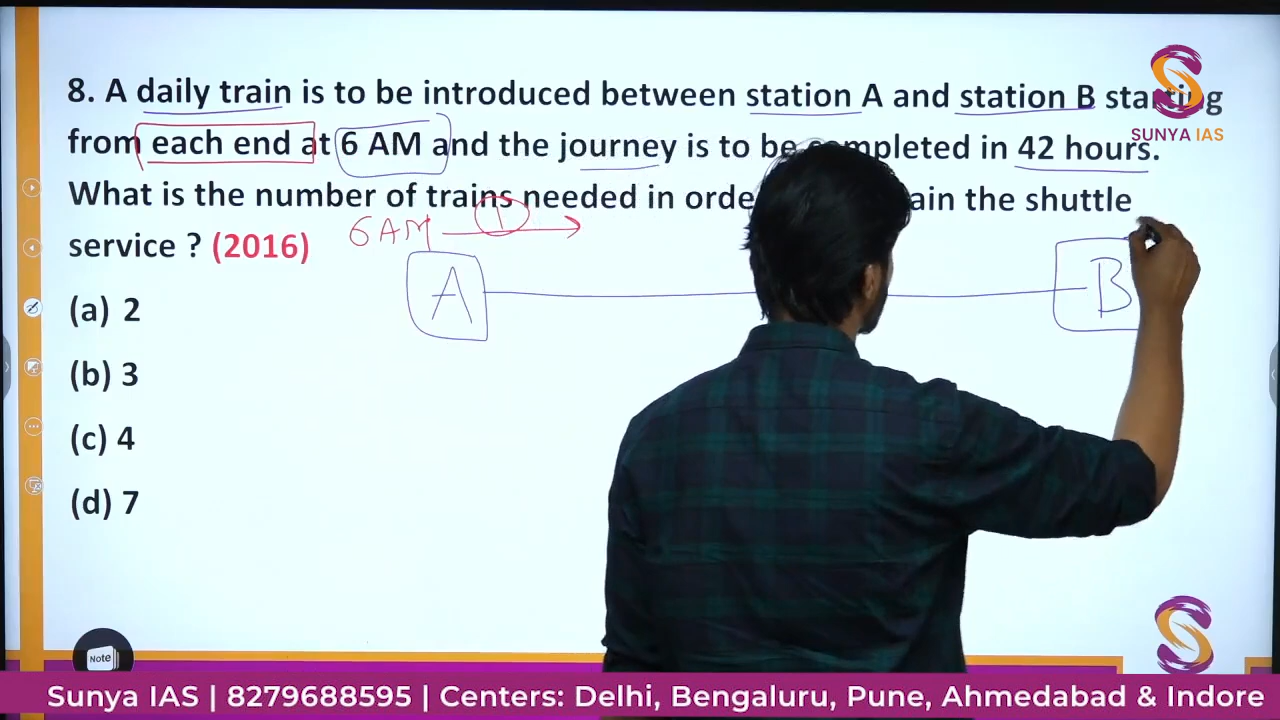 8. A daily train is to be introduced between station A and station B starting
from each end at 6 AM and the journey is to be completed in 42 hours.
What is the number of trains needed in the shuttle
service ? (2016)
6 AM 1
A B
(a) 2
(b) 3
(c) 4
(d) 7
SUNYA IAS
Note
Sunya IAS | 8279688595 | Centers: Delhi, Bengaluru, Pune, Ahmedabad & Indore